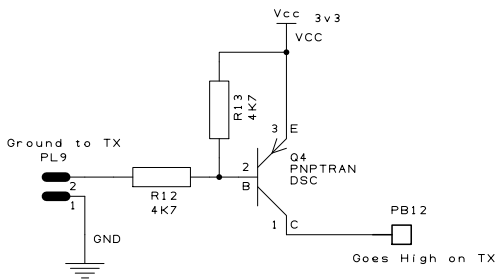 Vcc 3v3
VCC
R13
4K7
3 E
Ground to TX
PL9
2
1
R12
4K7
2
B
Q4
PNPTRAN
DSC
1 C
PB12
GND
Goes High on TX